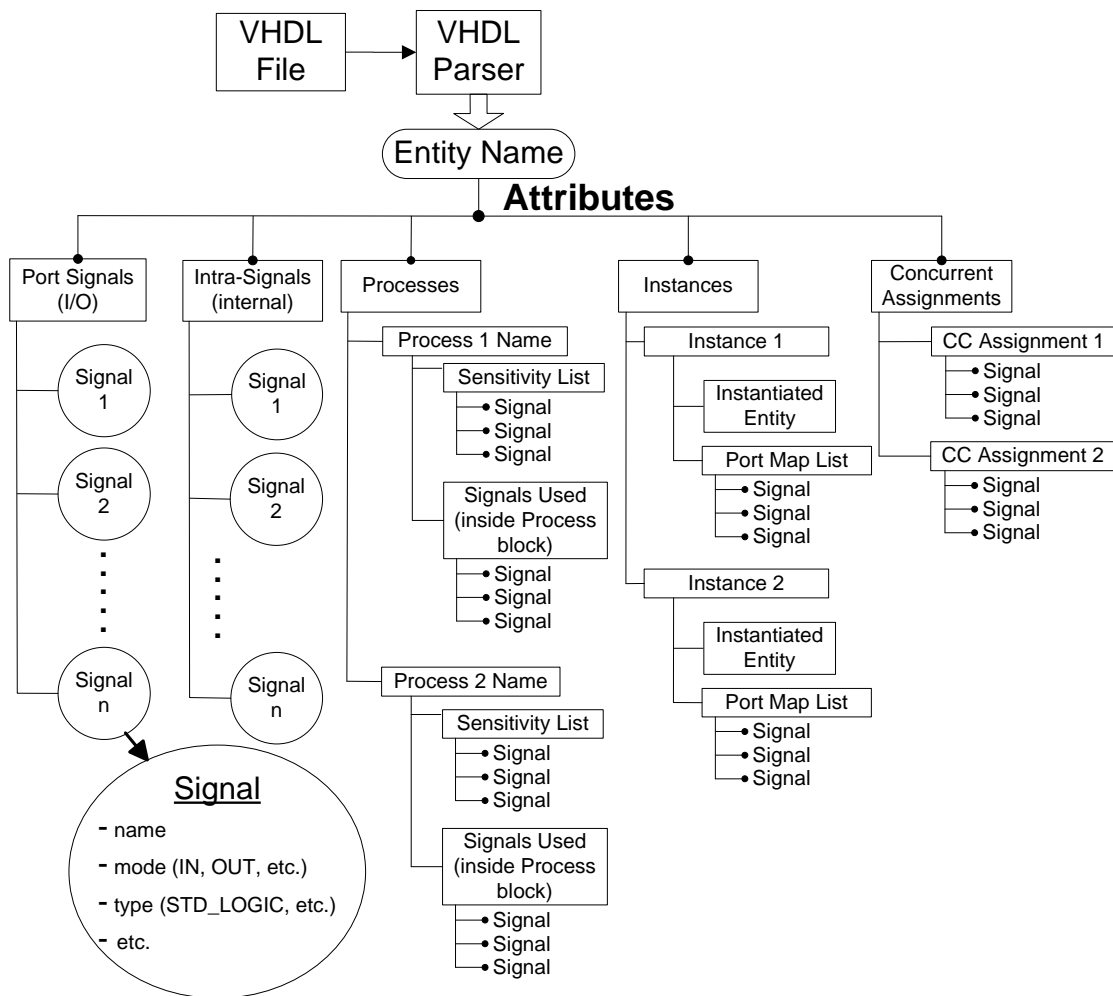 VHDL
File
VHDL
Parser
Entity Name
Attributes
Port Signals
(I/O)
Signal
1
Signal
2
Signal
n
Signal
- name
- mode (IN, OUT, etc.)
- type (STD_LOGIC, etc.)
- etc.
Intra-Signals
(internal)
Signal
1
Signal
2
Signal
n
Processes
Process 1 Name
Sensitivity List
Signal
Signal
Signal
Signals Used
(inside Process
block)
Signal
Signal
Signal
Process 2 Name
Sensitivity List
Signal
Signal
Signal
Signals Used
(inside Process
block)
Signal
Signal
Signal
Instances
Instance 1
Instantiated
Entity
Port Map List
Signal
Signal
Signal
Instance 2
Instantiated
Entity
Port Map List
Signal
Signal
Signal
Concurrent
Assignments
CC Assignment 1
Signal
Signal
Signal
CC Assignment 2
Signal
Signal
Signal